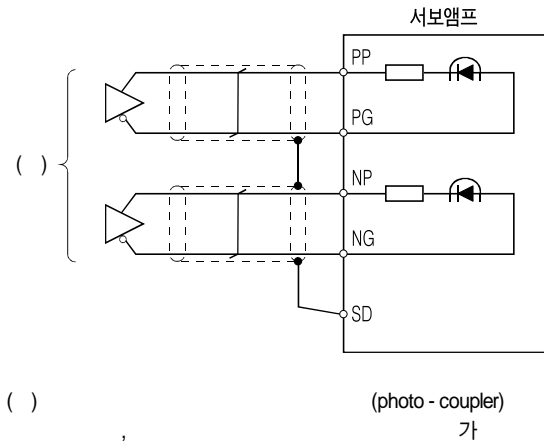 서보앰프
PP
PG
( )
NP
NG
SD
( ) (photo - coupler)
, 가